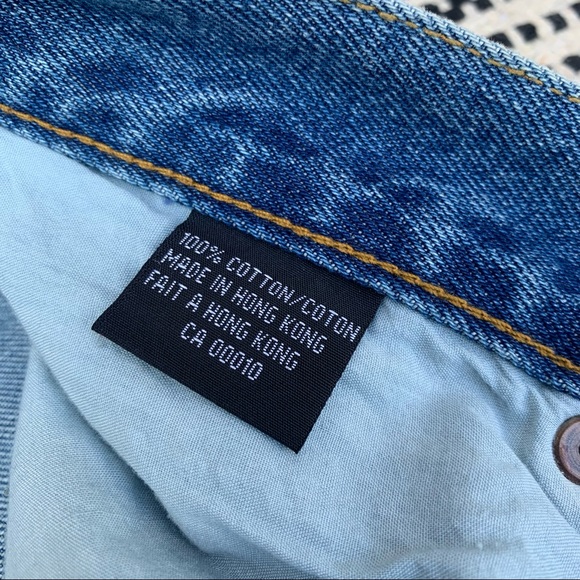 100% COTTON/COTON
MADE IN HONG KONG
FAIT A HONG KONG
CA 00010